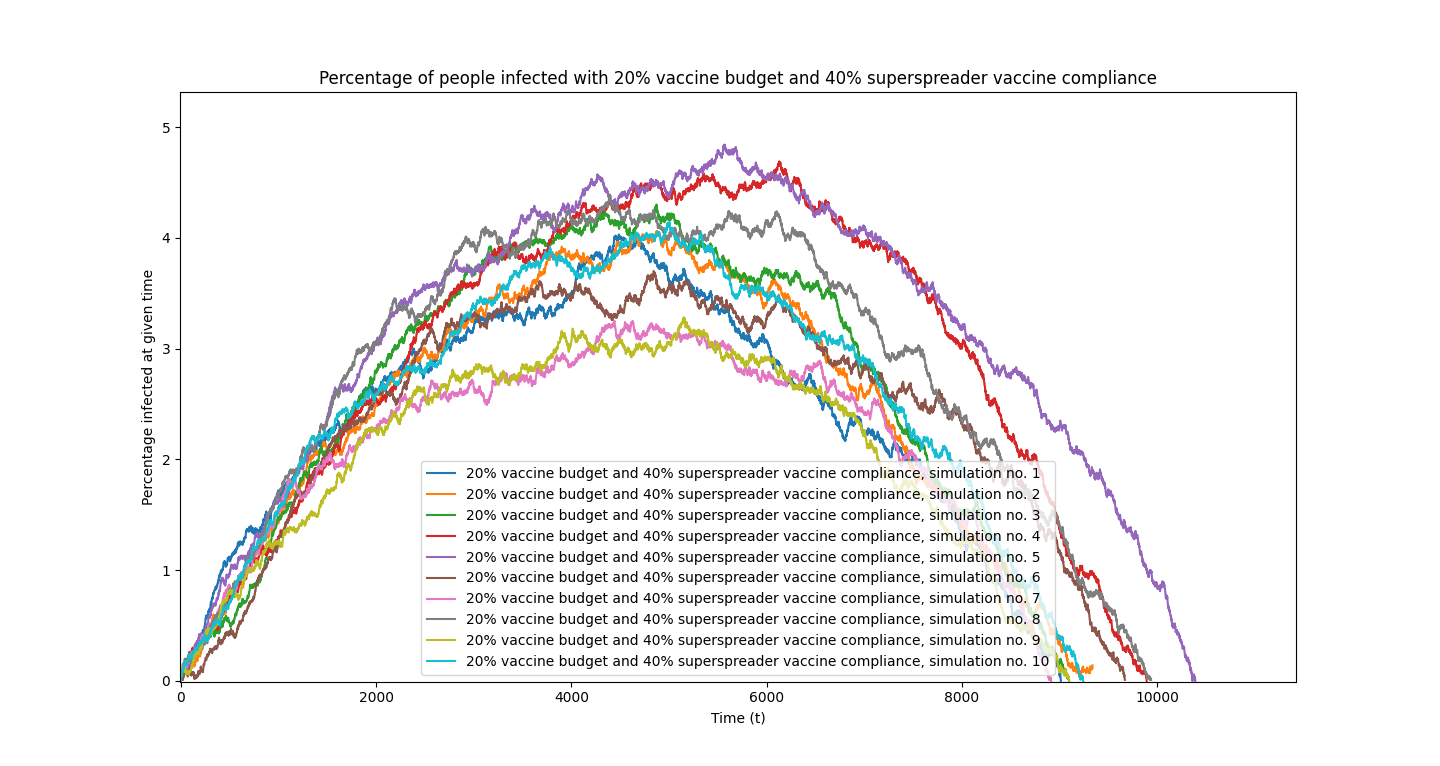 Percentage of people infected with 20% vaccine budget and 40% superspreader vaccine compliance
Percentage infected at given time
5
4
3
2
1
0
20% vaccine budget and 40% superspreader vaccine compliance, simulation no. 1
20% vaccine budget and 40% superspreader vaccine compliance, simulation no. 2
20% vaccine budget and 40% superspreader vaccine compliance, simulation no. 3
20% vaccine budget and 40% superspreader vaccine compliance, simulation no. 4
20% vaccine budget and 40% superspreader vaccine compliance, simulation no. 5
20% vaccine budget and 40% superspreader vaccine compliance, simulation no. 6
20% vaccine budget and 40% superspreader vaccine compliance, simulation no. 7
20% vaccine budget and 40% superspreader vaccine compliance, simulation no. 8
20% vaccine budget and 40% superspreader vaccine compliance, simulation no. 9
20% vaccine budget and 40% superspreader vaccine compliance, simulation no. 10
0 2000 4000 6000 8000 10000
Time (t)